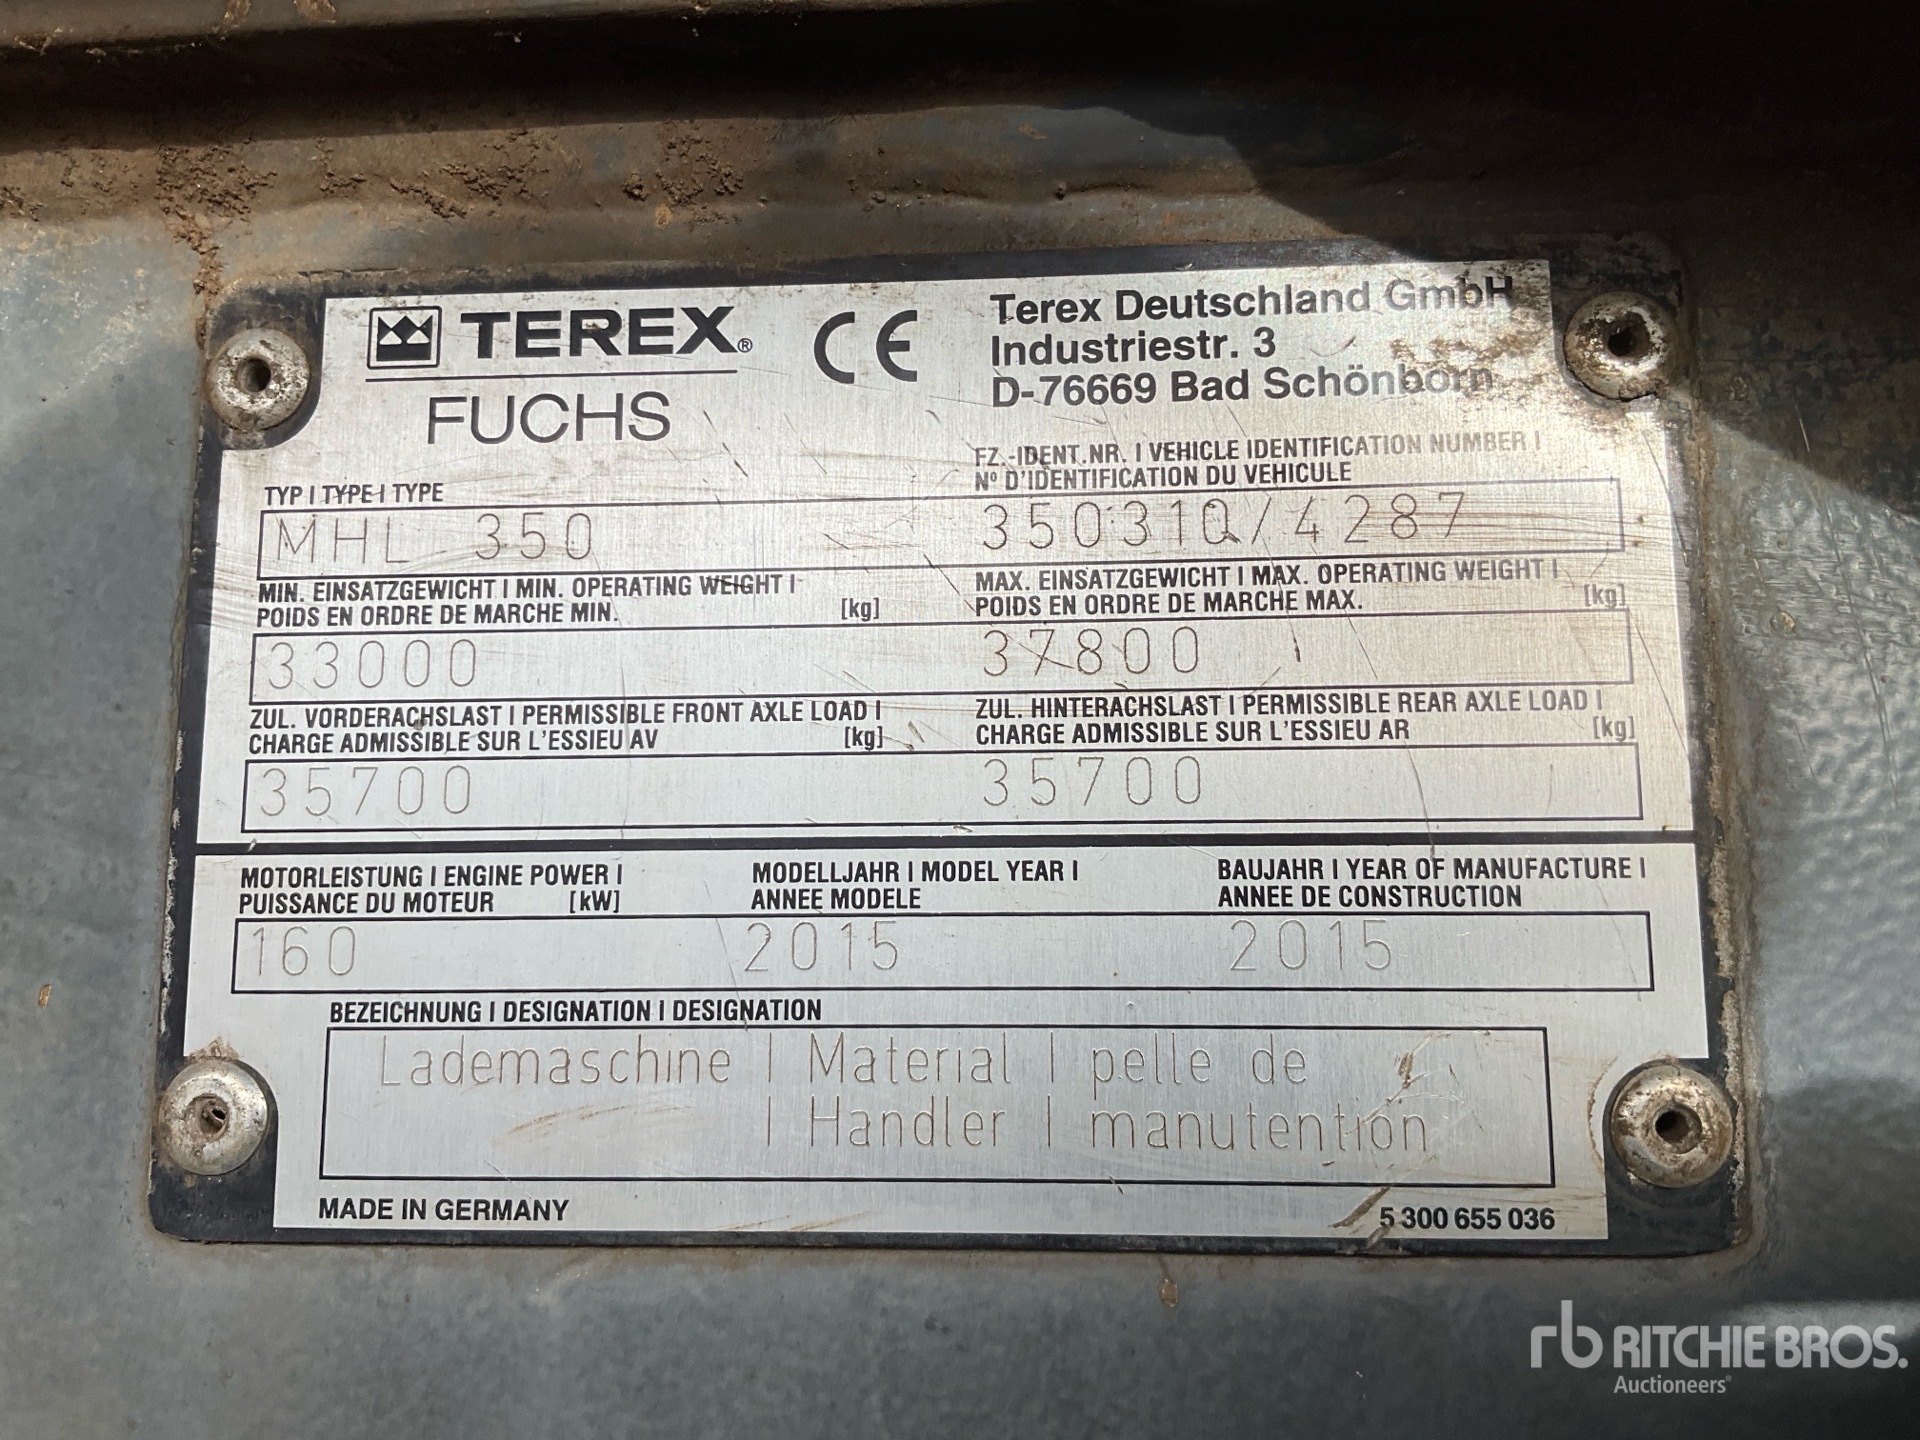 TEREX®
FUCHS
CE
Terex Deutschland GmbH
Industriestr. 3
D-76669 Bad Schönborn
TYP I TYPE I TYPE
MHL 350
FZ.-IDENT.NR. I VEHICLE IDENTIFICATION NUMBER I
Nº D'IDENTIFICATION DU VEHICULE
350310/4287
MIN. EINSATZGEWICHT I MIN. OPERATING WEIGHT I
POIDS EN ORDRE DE MARCHE MIN. [kg]
33000
MAX. EINSATZGEWICHT I MAX. OPERATING WEIGHT I
POIDS EN ORDRE DE MARCHE MAX. [kg]
37800
ZUL. VORDERACHSLAST I PERMISSIBLE FRONT AXLE LOAD I
CHARGE ADMISSIBLE SUR L'ESSIEU AV [kg]
35700
ZUL. HINTERACHSLAST I PERMISSIBLE REAR AXLE LOAD I
CHARGE ADMISSIBLE SUR L'ESSIEU AR [kg]
35700
MOTORLEISTUNG I ENGINE POWER I
PUISSANCE DU MOTEUR [kW]
160
MODELLJAHR I MODEL YEAR I
ANNEE MODELE
2015
BAUJAHR I YEAR OF MANUFACTURE I
ANNEE DE CONSTRUCTION
2015
BEZEICHNUNG I DESIGNATION I DESIGNATION
Lademaschine | Material | pelle de
| Handler | manutention
MADE IN GERMANY
5 300 655 036
rb RITCHIE BROS.
Auctioneers®